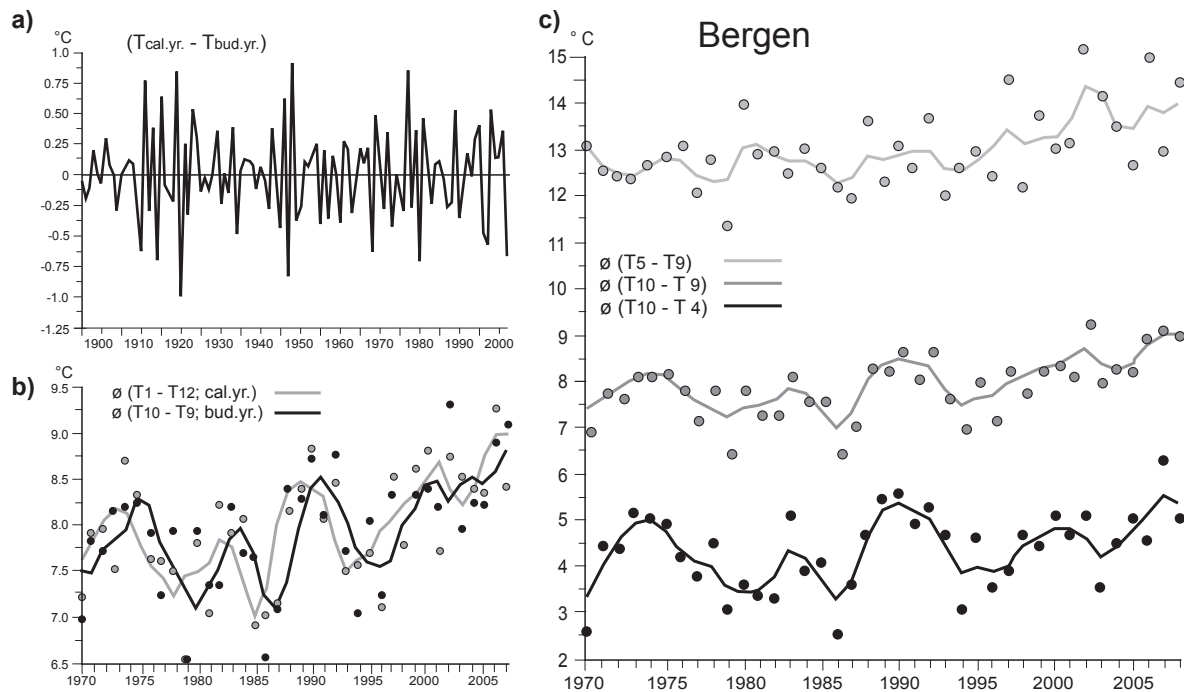 a)
°C
(Tcal.yr. - Tbud.yr.)
1.0
0.75
0.50
0.25
0
-0.25
-0.5
-0.75
-1.0
-1.25
1900 1910 1920 1930 1940 1950 1960 1970 1980 1990 2000
b)
°C
ø (T1 - T12; cal.yr.)
ø (T10 - T9; bud.yr.)
9.5
9.0
8.5
8.0
7.5
7.0
6.5
1970 1975 1980 1985 1990 1995 2000 2005
c)
° C
Bergen
15
14
13
12
11
ø (T5 - T9)
10
ø (T10 - T 9)
ø (T10 - T 4)
9
8
7
6
5
4
3
2
1970 1975 1980 1985 1990 1995 2000 2005